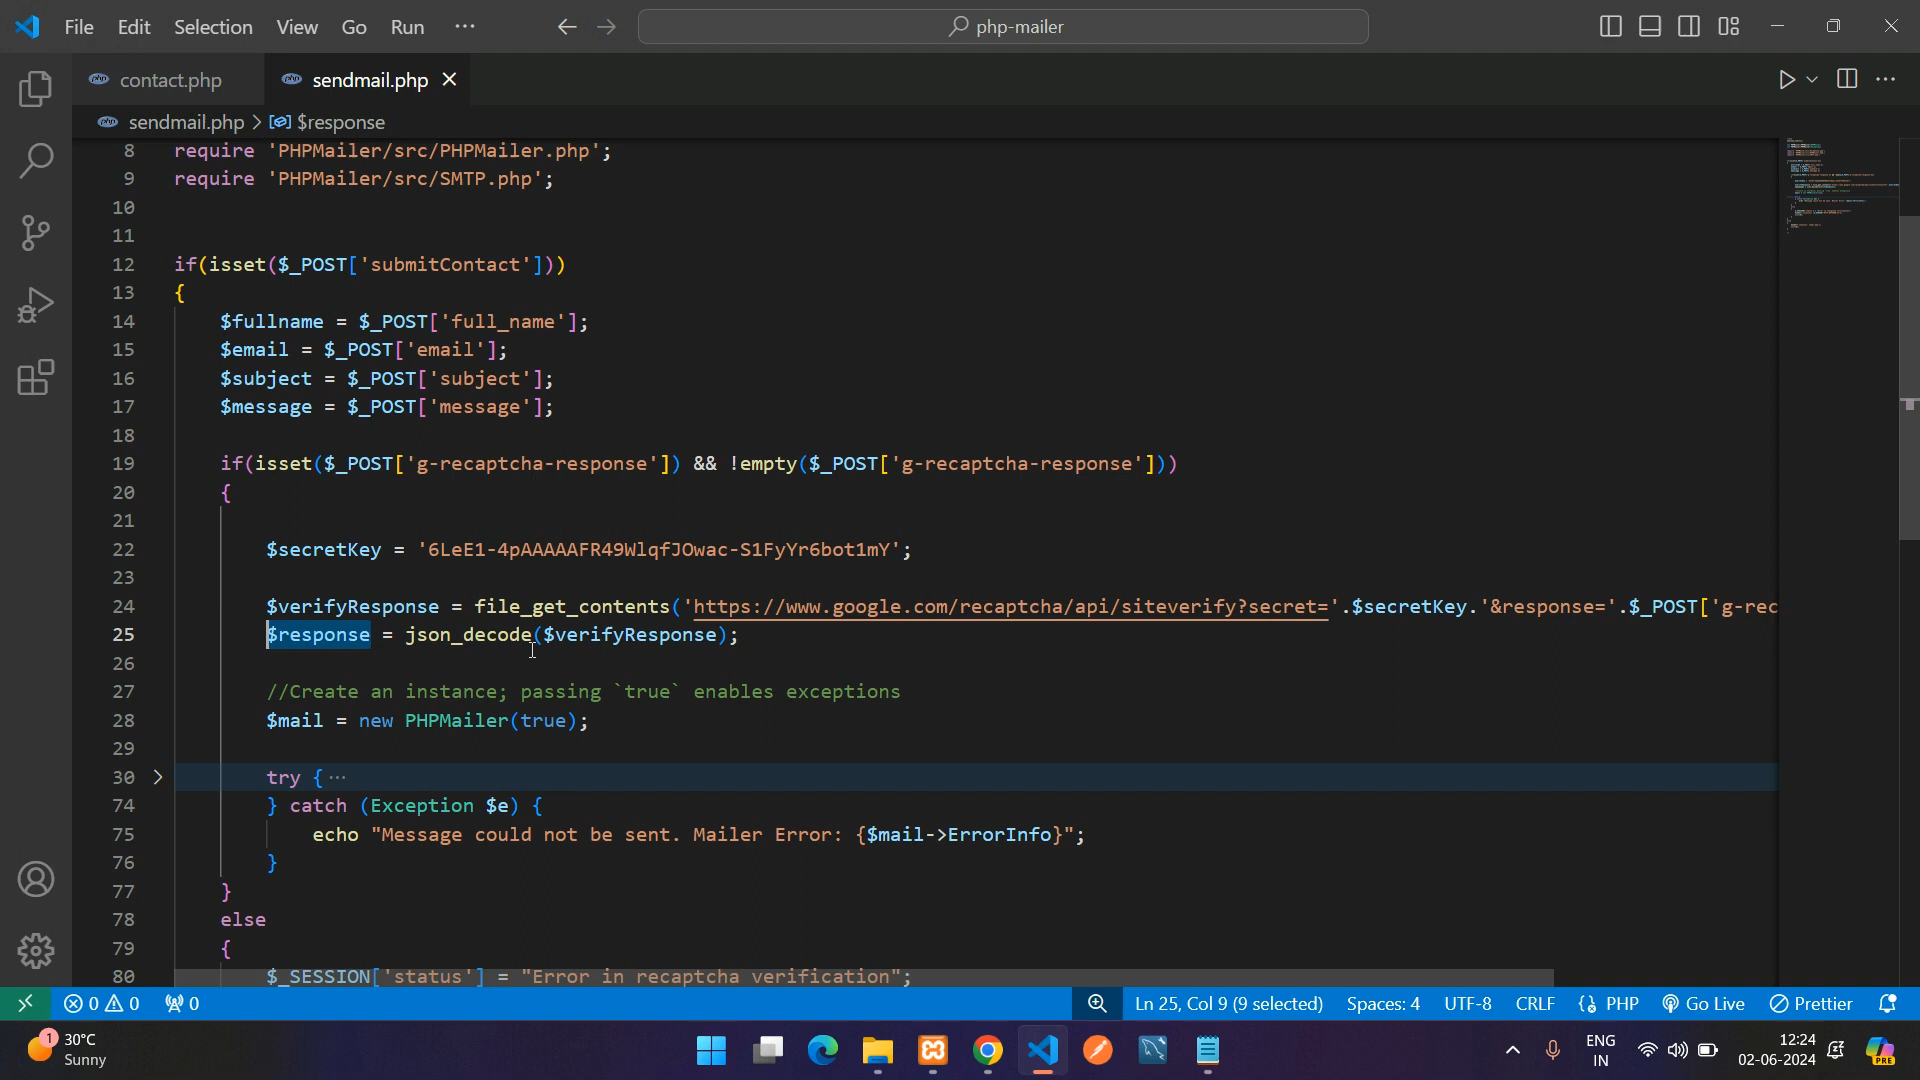 File Edit Selection View Go Run ··· php-mailer
contact.php sendmail.php
sendmail.php > $response
8 require 'PHPMailer/src/PHPMailer.php';
9 require 'PHPMailer/src/SMTP.php';
10
11
12 if(isset($_POST['submitContact']))
13 {
14 $fullname = $_POST['full_name'];
15 $email = $_POST['email'];
16 $subject = $_POST['subject'];
17 $message = $_POST['message'];
18
19 if(isset($_POST['g-recaptcha-response']) && !empty($_POST['g-recaptcha-response']))
20 {
21
22 $secretKey = '6LeE1-4pAAAAAFR49WlqfJOwac-S1FyYr6bot1mY';
23
24 $verifyResponse = file_get_contents('https://www.google.com/recaptcha/api/siteverify?secret='.$secretKey.'&response='.$_POST['g-rec
25 $response = json_decode($verifyResponse);
26
27 //Create an instance; passing `true` enables exceptions
28 $mail = new PHPMailer(true);
29
30 try { ···
74 } catch (Exception $e) {
75 echo "Message could not be sent. Mailer Error: {$mail->ErrorInfo}";
76 }
77 }
78 else
79 {
80 $_SESSION['status'] = "Error in recaptcha verification";
0 0 0 Ln 25, Col 9 (9 selected) Spaces: 4 UTF-8 CRLF PHP Go Live Prettier
1 30°C
Sunny
ENG
IN
12:24
02-06-2024
PRE